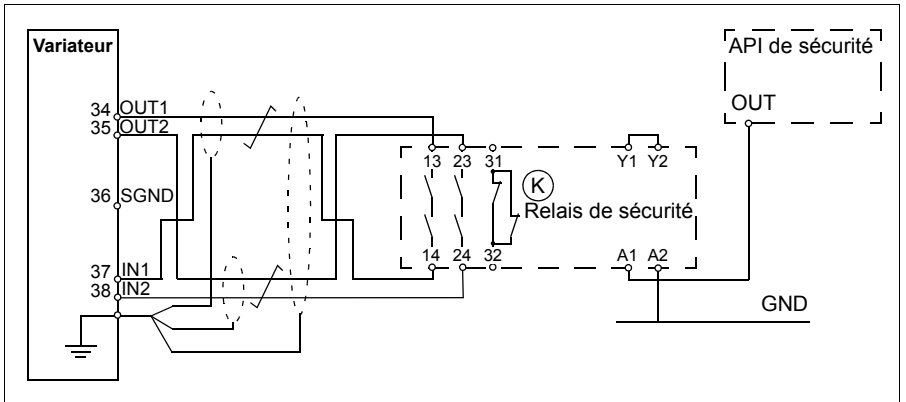 Variateur
API de sécurité
OUT
34 OUT1
35 OUT2
13 23 31
Y1 Y2
K
36 SGND
Relais de sécurité
14 24 32
A1 A2
37 IN1
38 IN2
GND